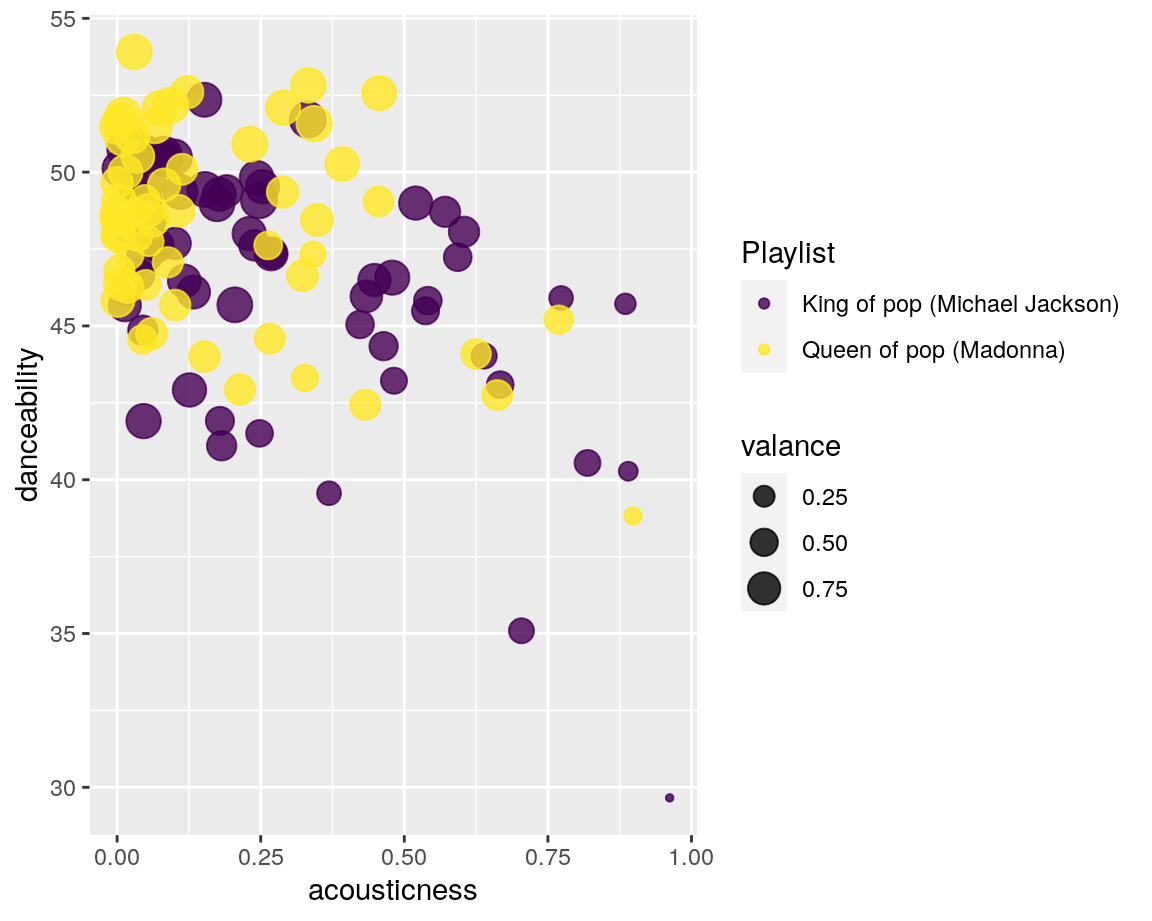 55
50
45
40
35
30
danceability
0.00 0.25 0.50 0.75 1.00
acousticness
Playlist
King of pop (Michael Jackson)
Queen of pop (Madonna)
valance
0.25
0.50
0.75